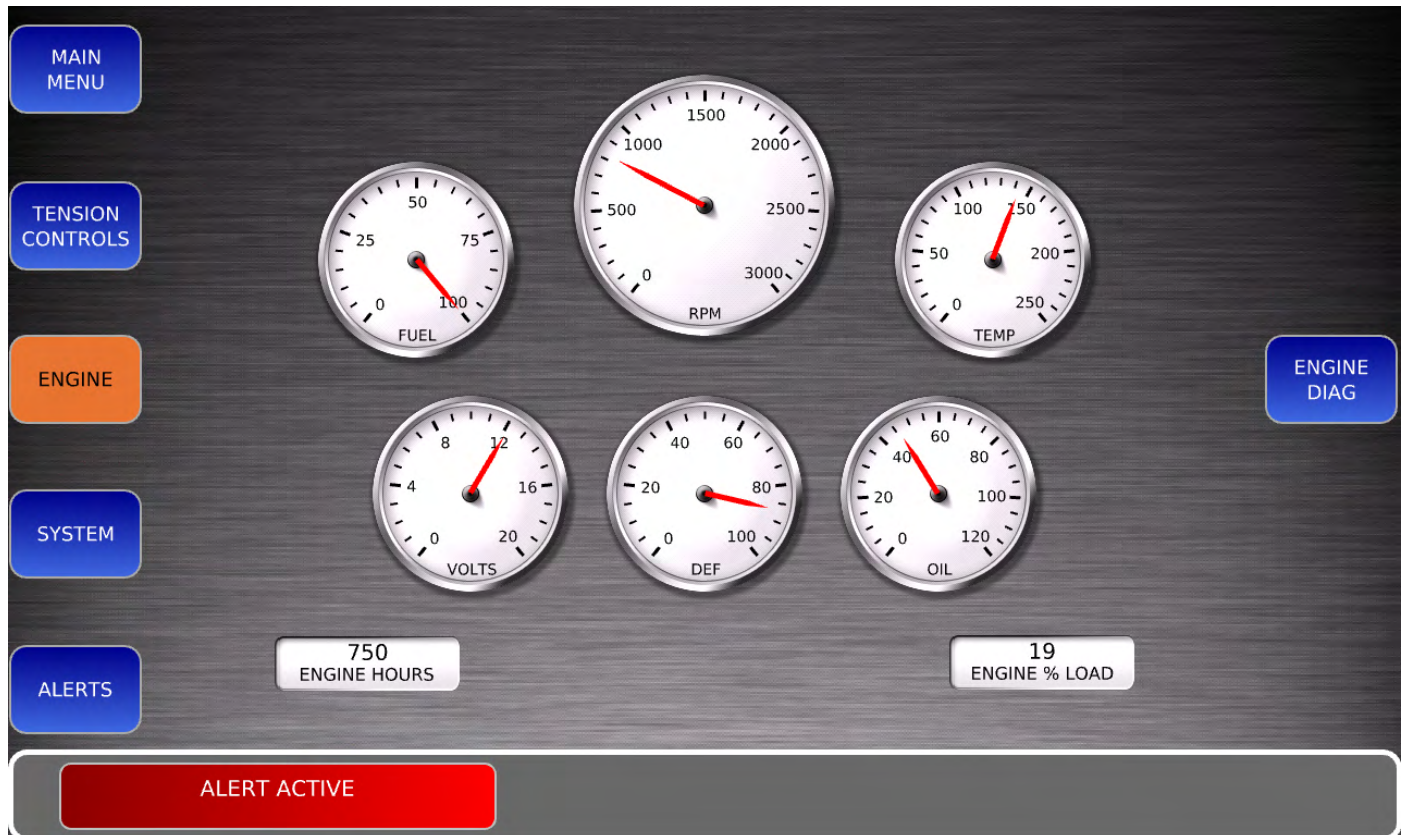 MAIN
MENU
TENSION
CONTROLS
ENGINE
SYSTEM
ALERTS
0
25
50
75
100
FUEL
0
500
1000
1500
2000
2500
3000
RPM
0
50
100
150
200
250
TEMP
ENGINE
DIAG
0
4
8
12
16
20
VOLTS
0
20
40
60
80
100
DEF
0
20
40
60
80
100
120
OIL
750
ENGINE HOURS
19
ENGINE % LOAD
ALERT ACTIVE